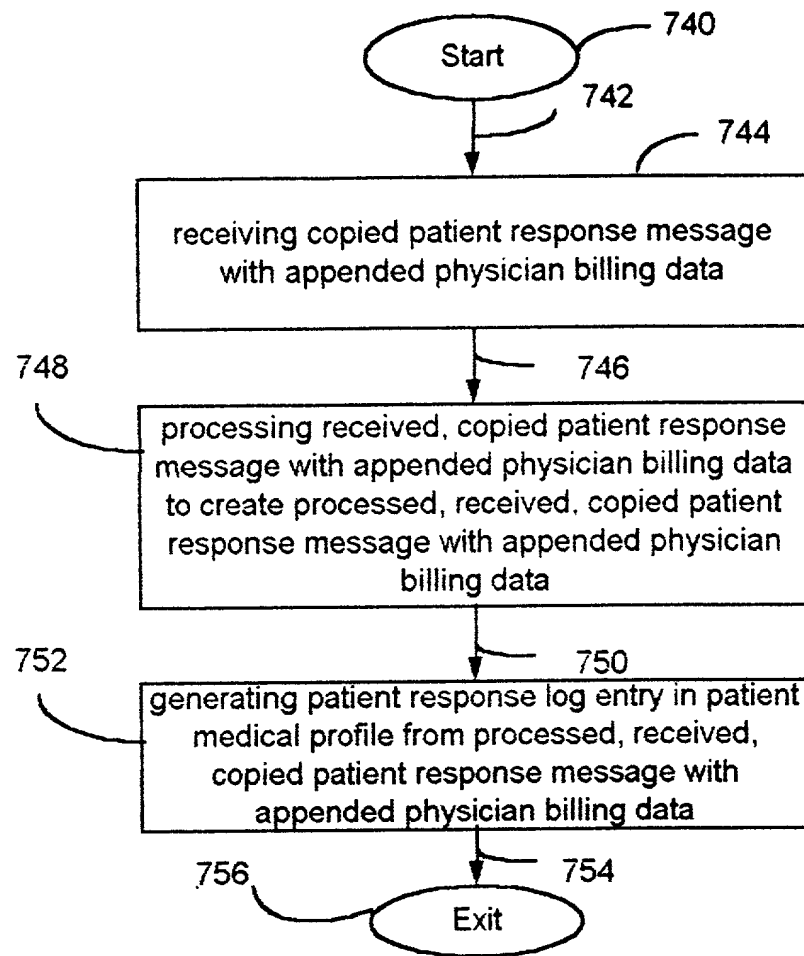 740
Start
742
744
receiving copied patient response message
with appended physician billing data
746
748
processing received, copied patient response
message with appended physician billing data
to create processed, received, copied patient
response message with appended physician
billing data
750
752
generating patient response log entry in patient
medical profile from processed, received,
copied patient response message with
appended physician billing data
754
756
Exit